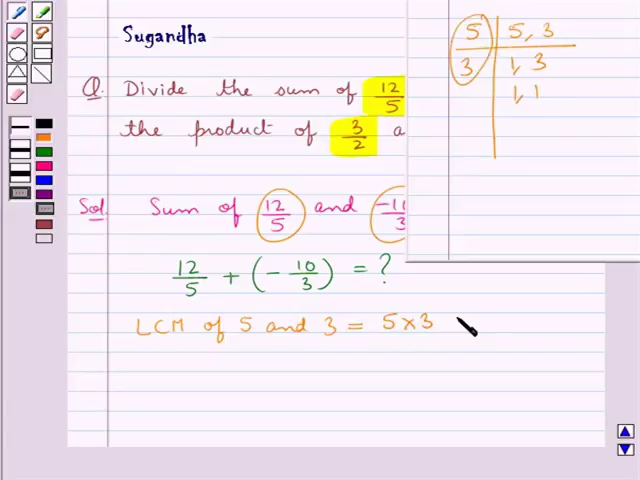 Sugandha
5 | 5, 3
3 | 1, 3
1, 1
Q. Divide the sum of 12/5
the product of 3/2 a
Sol. Sum of 12/5 and
12/5 + (- 10/3) = ?
LCM of 5 and 3 = 5 × 3